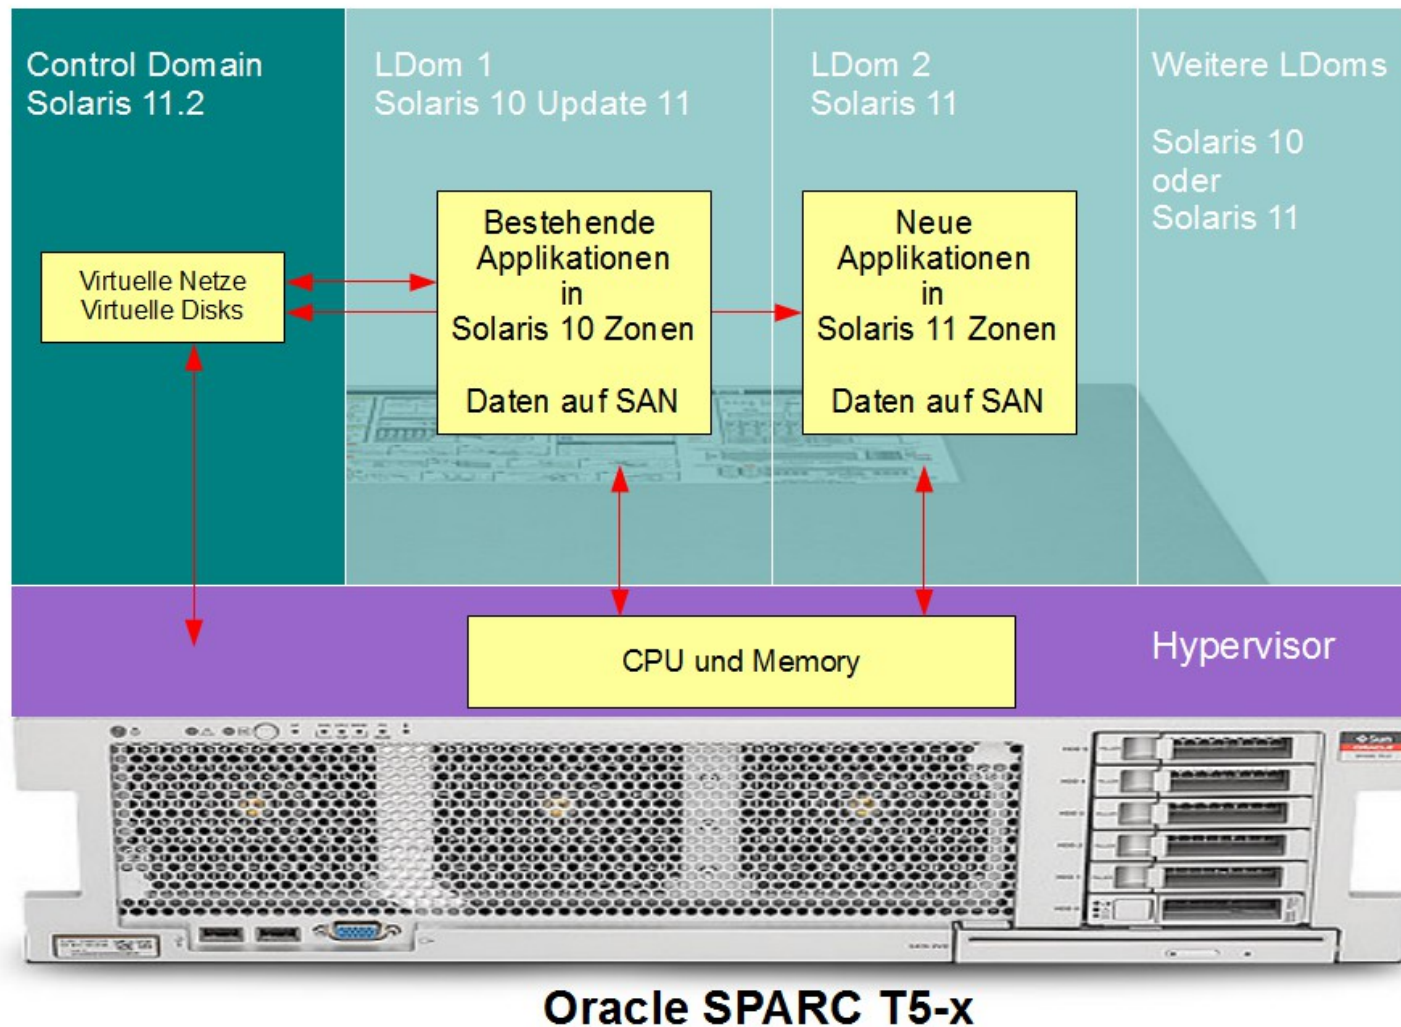 Control Domain
Solaris 11.2
LDom 1
Solaris 10 Update 11
LDom 2
Solaris 11
Weitere LDoms
Solaris 10
oder
Solaris 11
Virtuelle Netze
Virtuelle Disks
Bestehende
Applikationen
in
Solaris 10 Zonen
Daten auf SAN
Neue
Applikationen
in
Solaris 11 Zonen
Daten auf SAN
CPU und Memory
Hypervisor
Sun
ORACLE
Oracle SPARC T5-x